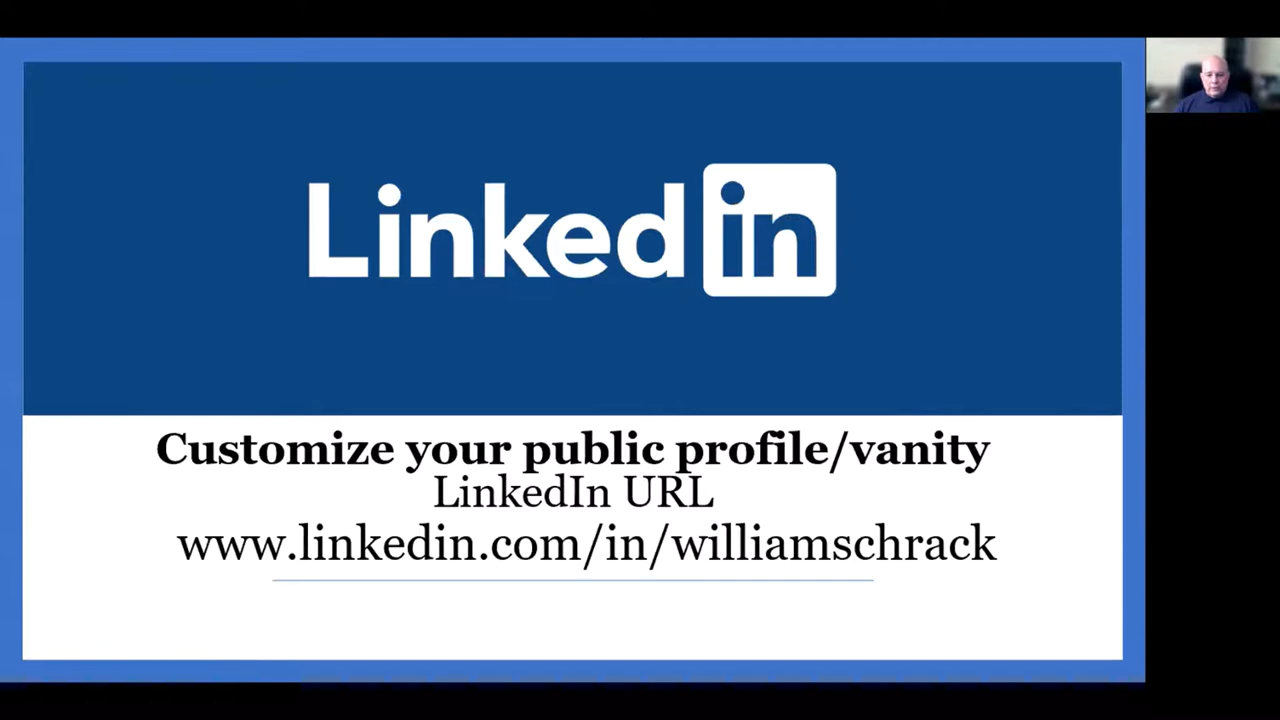 Linkedin
Customize your public profile/vanity
LinkedIn URL
www.linkedin.com/in/williamschrack